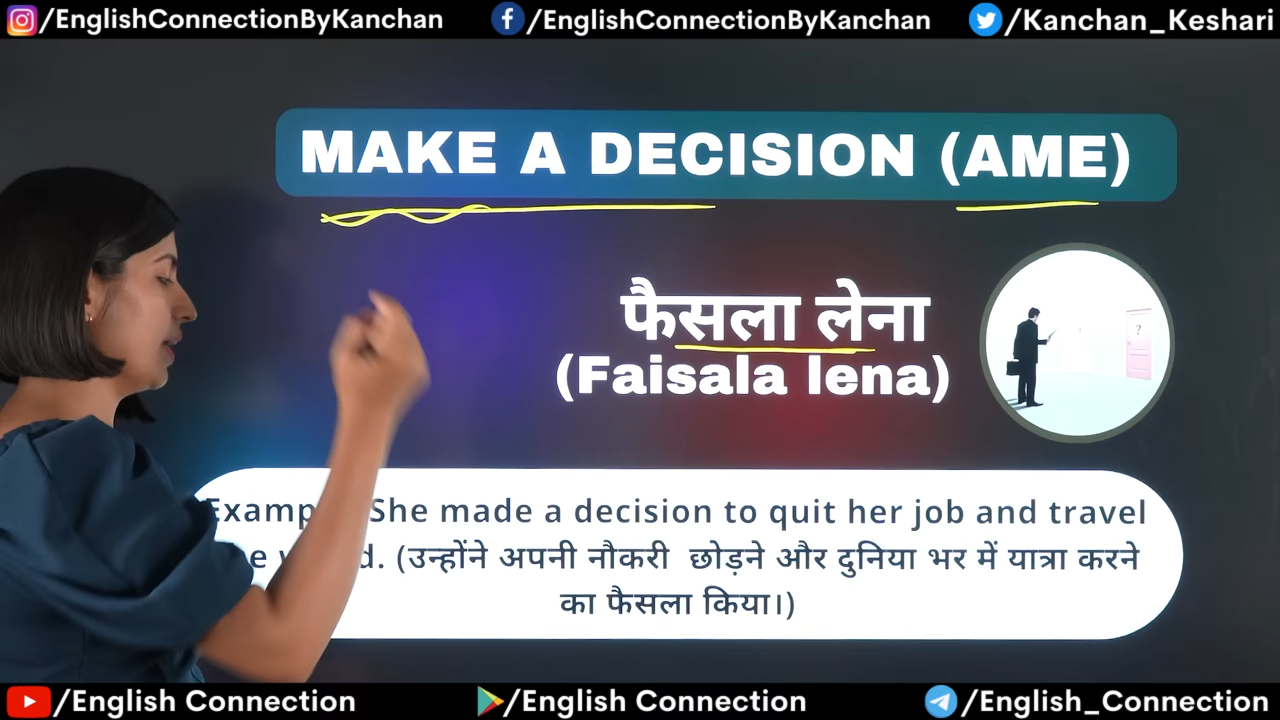 /EnglishConnectionByKanchan /EnglishConnectionByKanchan /Kanchan_Keshari
MAKE A DECISION (AME)
फैसला लेना
(Faisala lena)
?
She made a decision to quit her job and travel
(उन्होंने अपनी नौकरी छोड़ने और दुनिया भर में यात्रा करने
का फैसला किया।)
/English Connection /English Connection /English_Connection